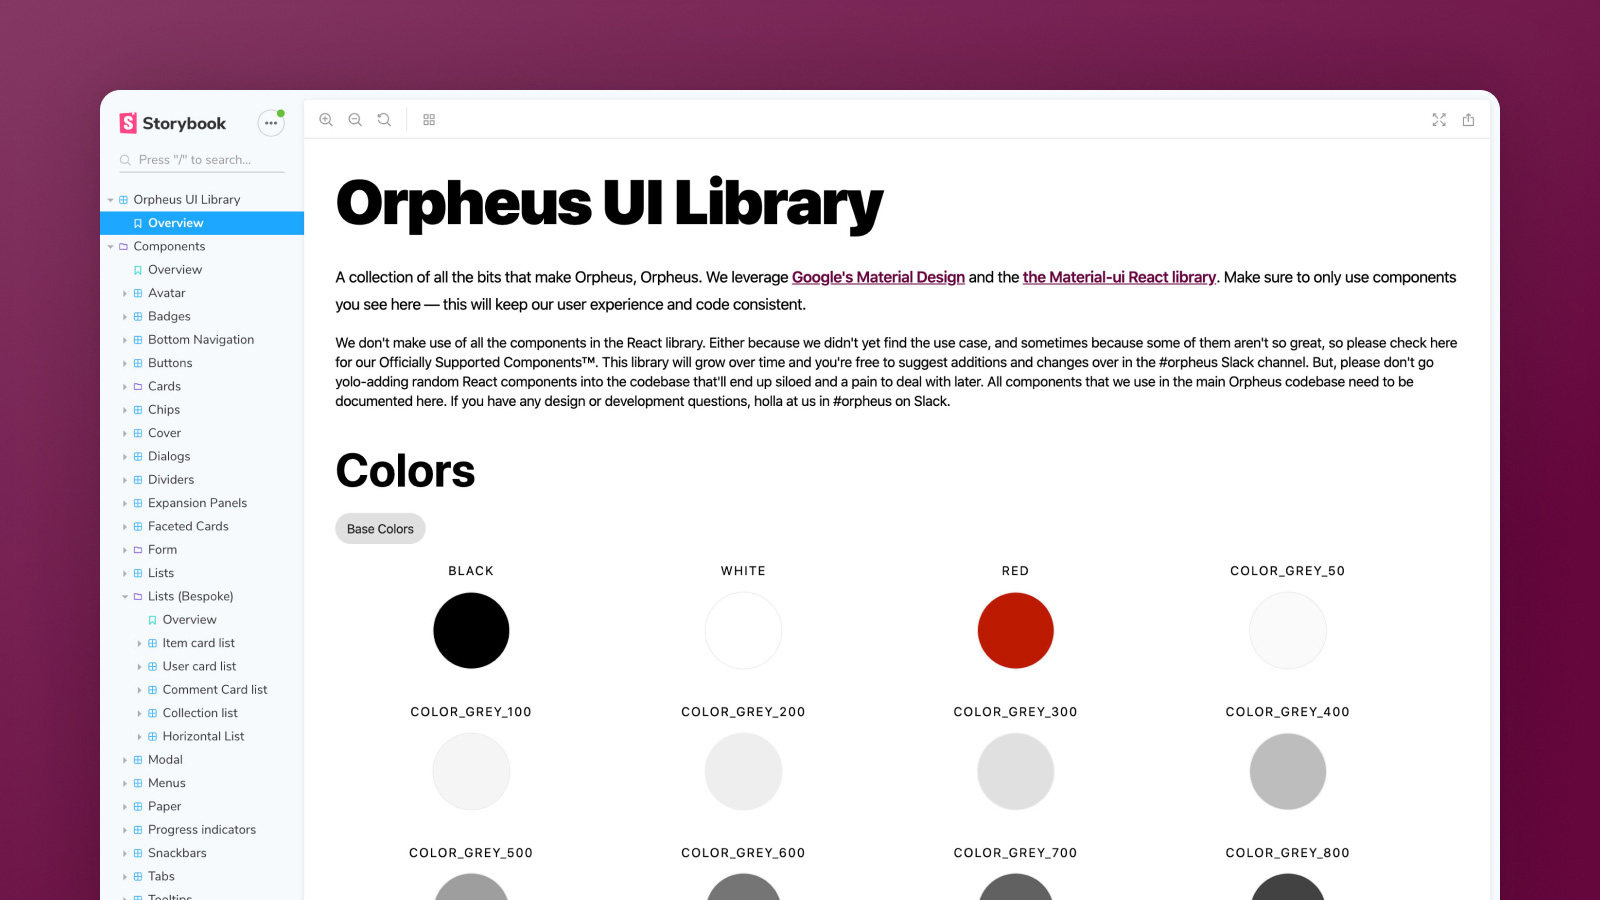 Storybook
Press "/" to search...
Orpheus UI Library
Overview
Components
Overview
Avatar
Badges
Bottom Navigation
Buttons
Cards
Chips
Cover
Dialogs
Dividers
Expansion Panels
Faceted Cards
Form
Lists
Lists (Bespoke)
Overview
Item card list
User card list
Comment Card list
Collection list
Horizontal List
Modal
Menus
Paper
Progress indicators
Snackbars
Tabs
Tooltips
Orpheus UI Library
A collection of all the bits that make Orpheus, Orpheus. We leverage Google's Material Design and the the Material-ui React library. Make sure to only use components
you see here — this will keep our user experience and code consistent.
We don't make use of all the components in the React library. Either because we didn't yet find the use case, and sometimes because some of them aren't so great, so please check here
for our Officially Supported Components™. This library will grow over time and you're free to suggest additions and changes over in the #orpheus Slack channel. But, please don't go
yolo-adding random React components into the codebase that'll end up siloed and a pain to deal with later. All components that we use in the main Orpheus codebase need to be
documented here. If you have any design or development questions, holla at us in #orpheus on Slack.
Colors
Base Colors
BLACK WHITE RED COLOR_GREY_50
COLOR_GREY_100 COLOR_GREY_200 COLOR_GREY_300 COLOR_GREY_400
COLOR_GREY_500 COLOR_GREY_600 COLOR_GREY_700 COLOR_GREY_800